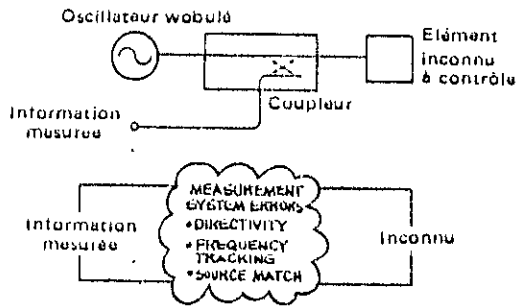 Oscillateur wobulé
Elément
inconnu
à contrôle
Coupleur
Information
mesurée
MEASUREMENT
SYSTEM ERRORS
• DIRECTIVITY
• FREQUENCY
TRACKING
• SOURCE MATCH
Information
mesurée
Inconnu